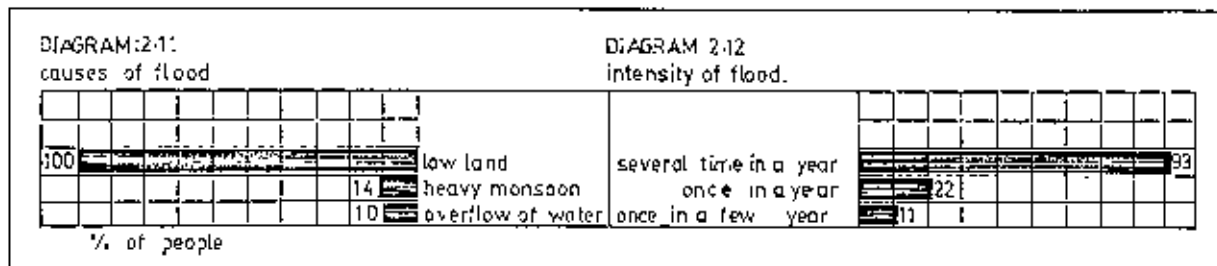 DIAGRAM:2·11
causes of flood
100 low land
14 heavy monsoon
10 overflow of water
% of people
DIAGRAM 2·12
intensity of flood.
several time in a year 93
once in a year 22
once in a few year 11